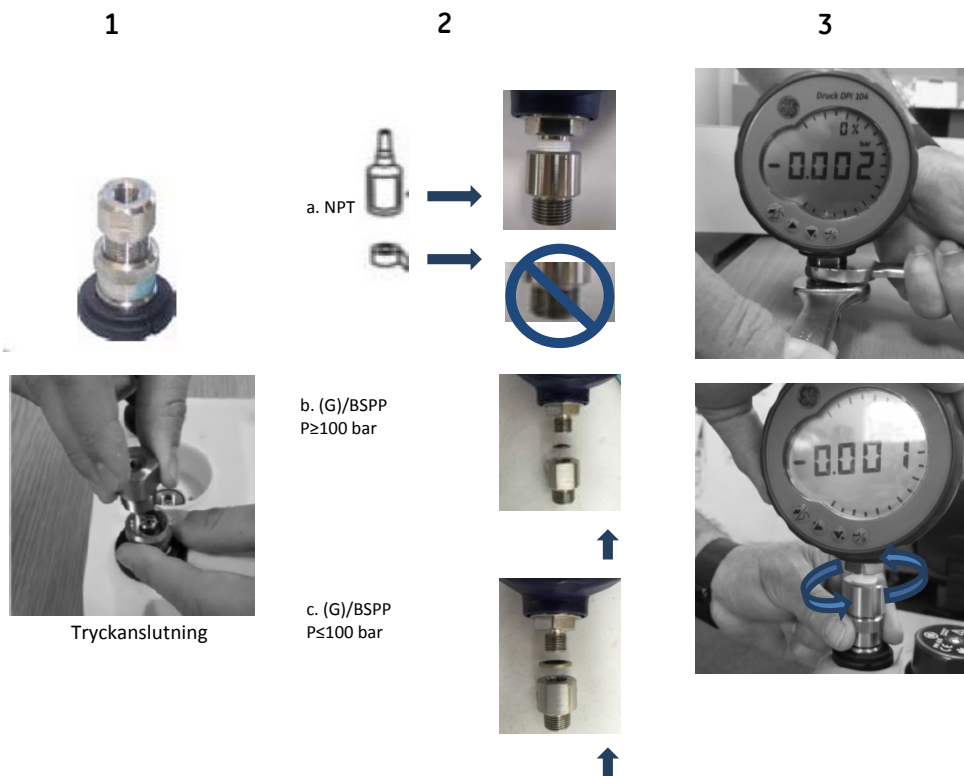 1
2
3
a. NPT
b. (G)/BSPP
P≥100 bar
c. (G)/BSPP
P≤100 bar
Tryckanslutning
Druck DPI 104
0%
bar
-0.002
-0.001